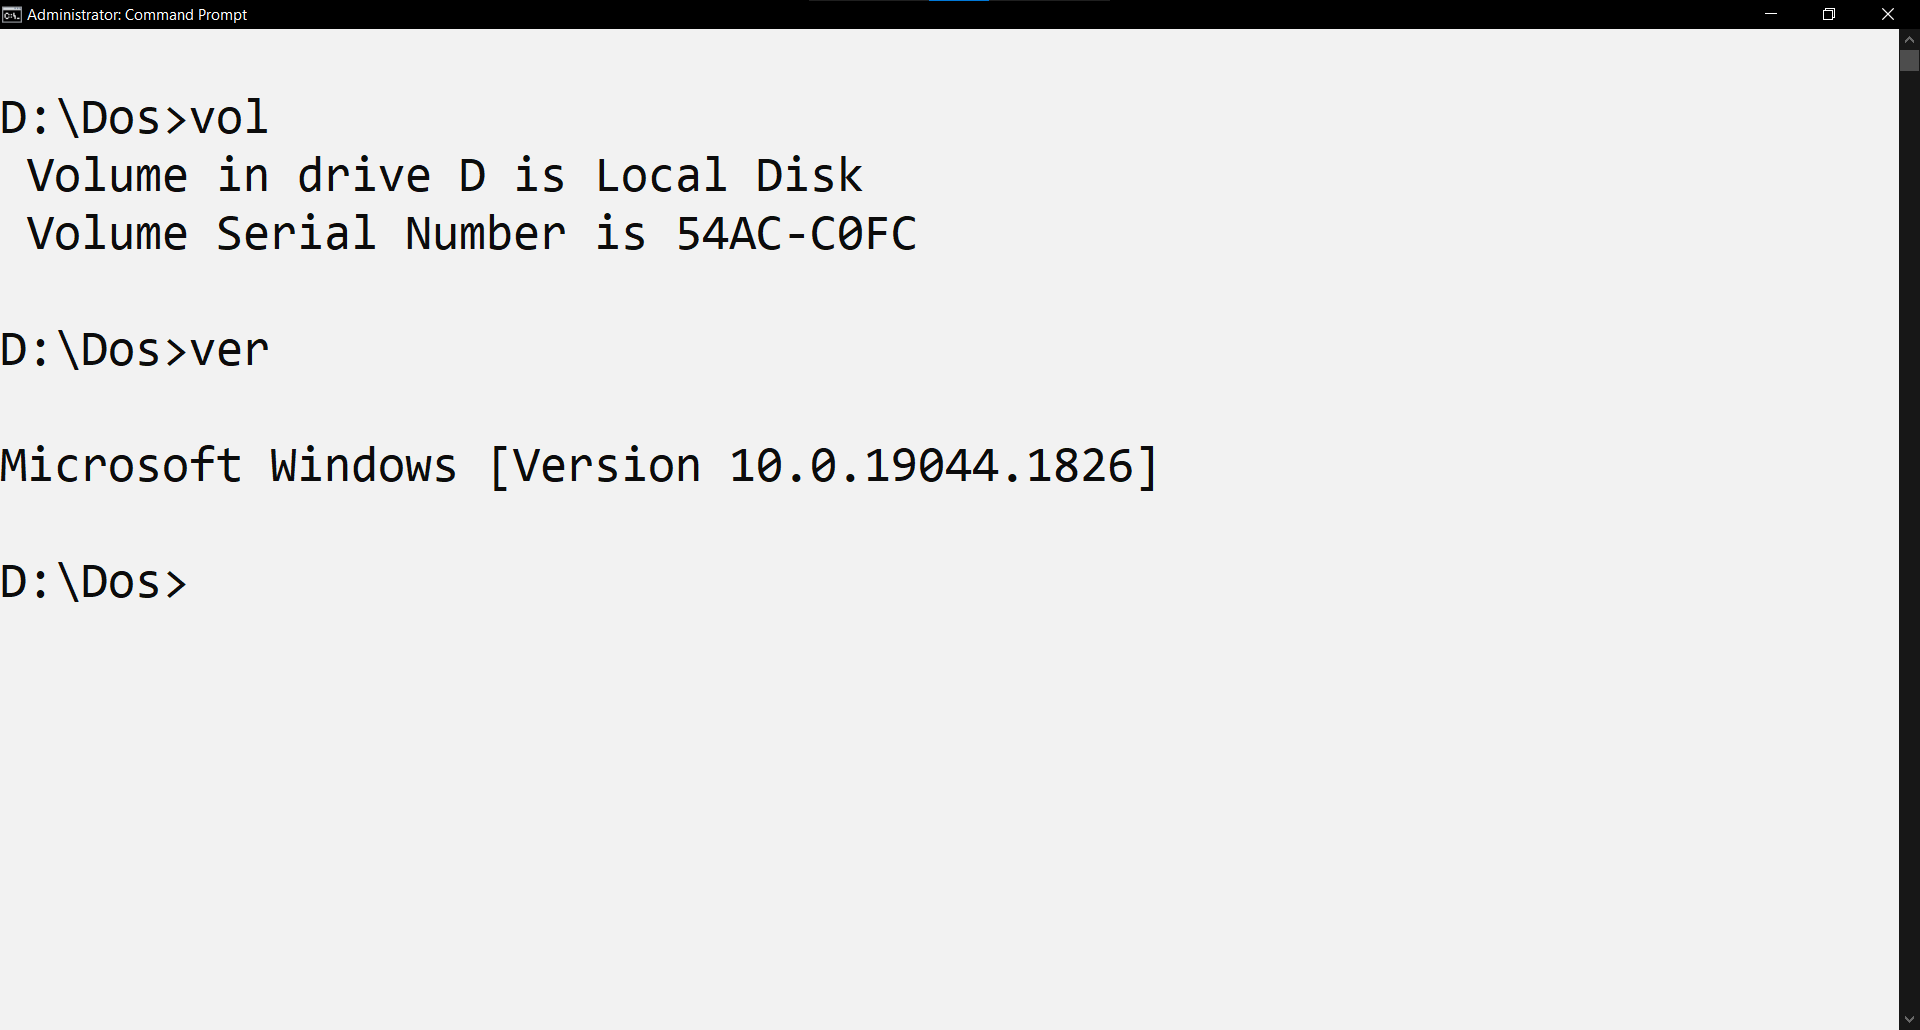 Administrator: Command Prompt
D:\Dos>vol
Volume in drive D is Local Disk
Volume Serial Number is 54AC-C0FC
D:\Dos>ver
Microsoft Windows [Version 10.0.19044.1826]
D:\Dos>